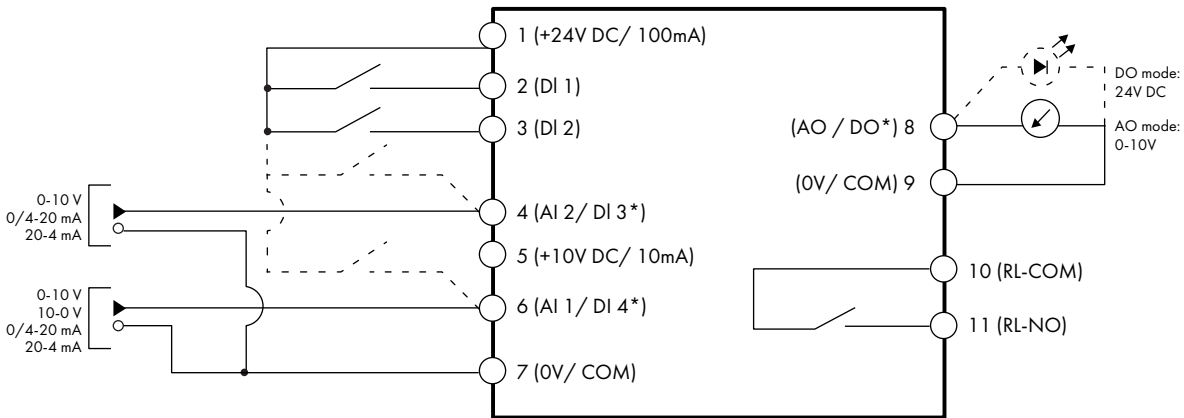 1 (+24V DC/ 100mA)
2 (DI 1)
3 (DI 2)
4 (AI 2/ DI 3*)
5 (+10V DC/ 10mA)
6 (AI 1/ DI 4*)
7 (0V/ COM)
0-10 V
0/4-20 mA
20-4 mA
0-10 V
10-0 V
0/4-20 mA
20-4 mA
(AO / DO*) 8
(0V/ COM) 9
10 (RL-COM)
11 (RL-NO)
DO mode:
24V DC
AO mode:
0-10V